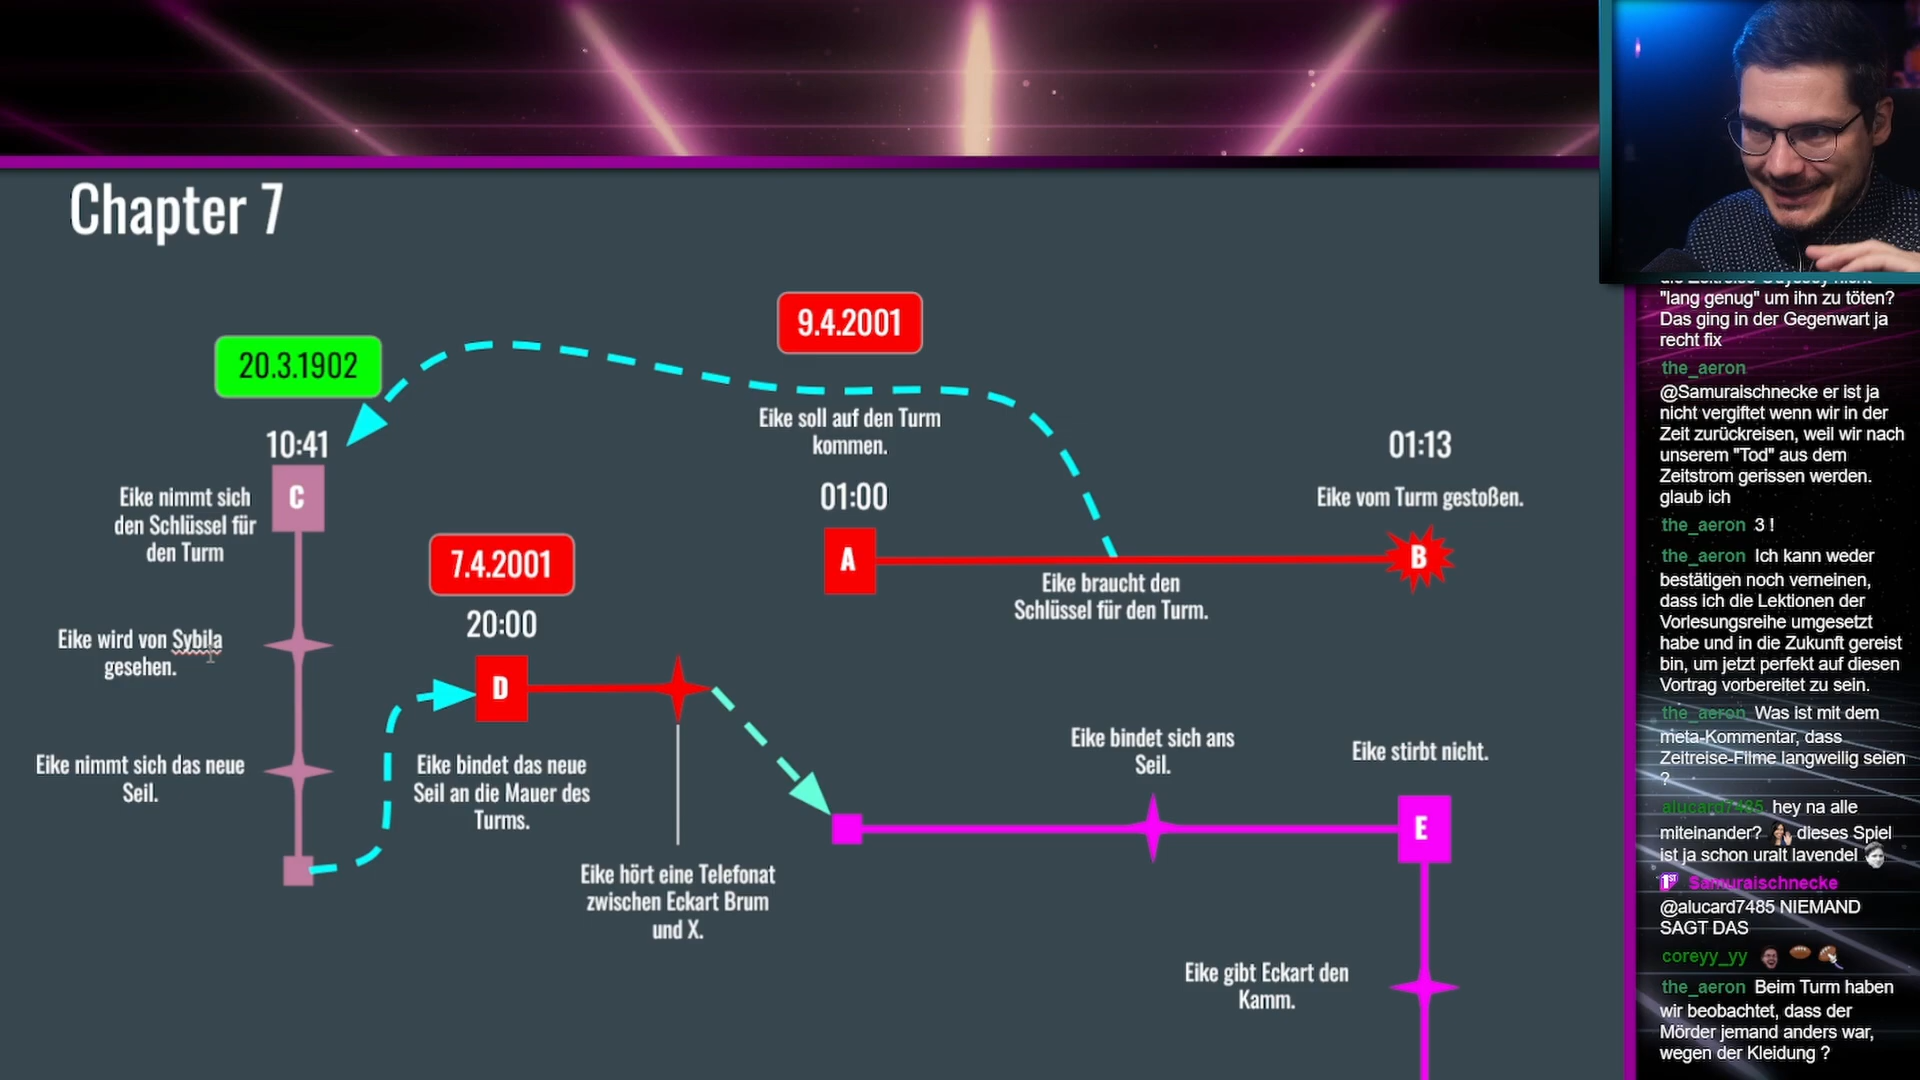 Chapter 7
9.4.2001
20.3.1902
Eike soll auf den Turm
kommen.
10:41
01:13
C
Eike nimmt sich
den Schlüssel für
den Turm
01:00
Eike vom Turm gestoßen.
7.4.2001
A
B
20:00
Eike braucht den
Schlüssel für den Turm.
Eike wird von Sybila
gesehen.
D
Eike nimmt sich das neue
Seil.
Eike bindet das neue
Seil an die Mauer des
Turms.
Eike bindet sich ans
Seil.
Eike stirbt nicht.
E
Eike hört eine Telefonat
zwischen Eckart Brum
und X.
Eike gibt Eckart den
Kamm.
"lang genug" um ihn zu töten?
Das ging in der Gegenwart ja
recht fix
the_aeron
@Samuraischnecke er ist ja
nicht vergiftet wenn wir in der
Zeit zurückreisen, weil wir nach
unserem "Tod" aus dem
Zeitstrom gerissen werden.
glaub ich
the_aeron 3 !
the_aeron Ich kann weder
bestätigen noch verneinen,
dass ich die Lektionen der
Vorlesungsreihe umgesetzt
habe und in die Zukunft gereist
bin, um jetzt perfekt auf diesen
Vortrag vorbereitet zu sein.
the_aeron Was ist mit dem
meta-Kommentar, dass
Zeitreise-Filme langweilig seien
?
alucard7485 hey na alle
miteinander? dieses Spiel
ist ja schon uralt lavendel
1ST Samuraischnecke
@alucard7485 NIEMAND
SAGT DAS
coreyy_yy
the_aeron Beim Turm haben
wir beobachtet, dass der
Mörder jemand anders war,
wegen der Kleidung ?